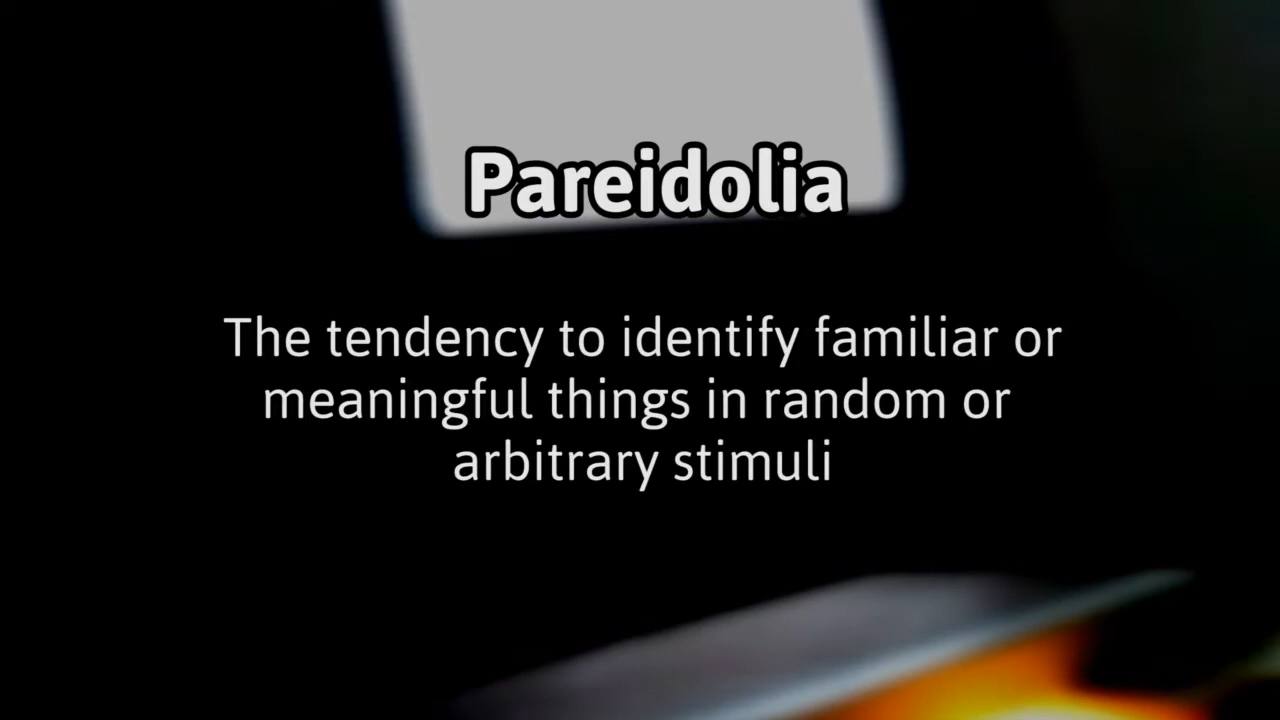 Pareidolia
The tendency to identify familiar or
meaningful things in random or
arbitrary stimuli